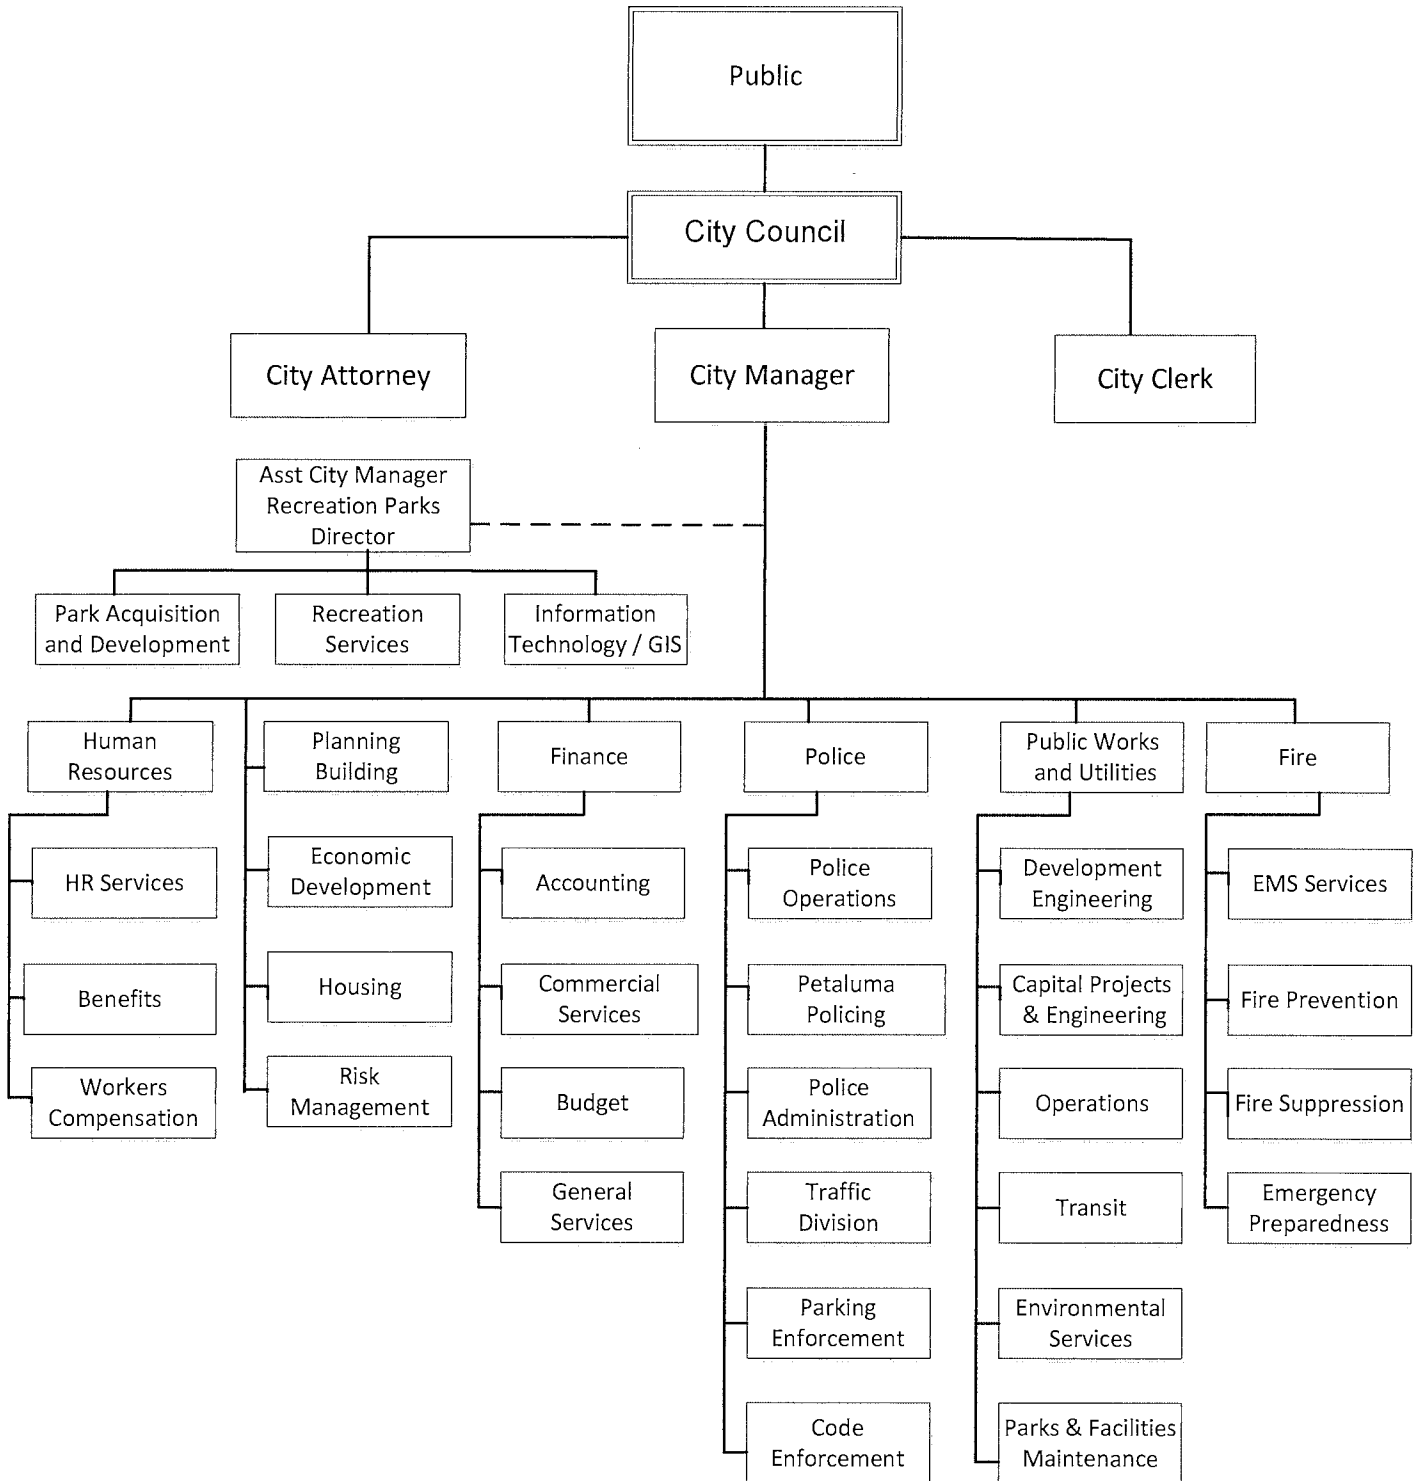 Public
City Council
City Attorney
City Manager
City Clerk
Asst City Manager
Recreation Parks
Director
Park Acquisition
and Development
Recreation
Services
Information
Technology / GIS
Human
Resources
Planning
Building
Finance
Police
Public Works
and Utilities
Fire
HR Services
Economic
Development
Accounting
Police
Operations
Development
Engineering
EMS Services
Benefits
Housing
Commercial
Services
Petaluma
Policing
Capital Projects
& Engineering
Fire Prevention
Workers
Compensation
Risk
Management
Budget
Police
Administration
Operations
Fire Suppression
General
Services
Traffic
Division
Transit
Emergency
Preparedness
Parking
Enforcement
Environmental
Services
Code
Enforcement
Parks & Facilities
Maintenance